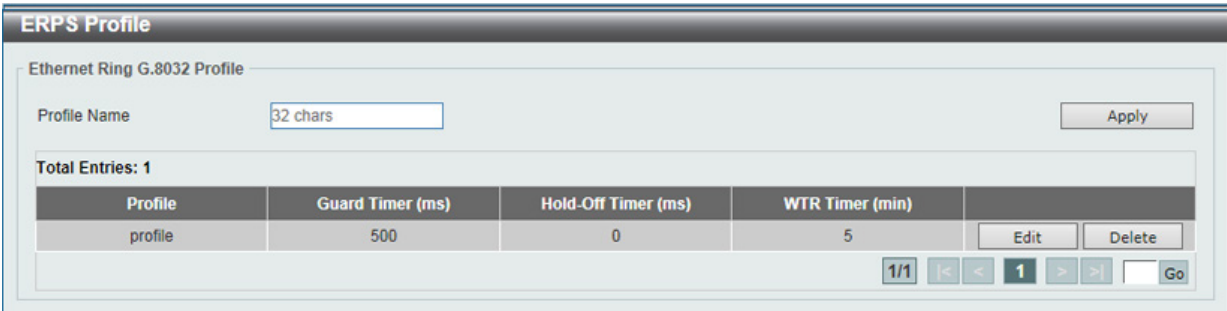 ERPS Profile
Ethernet Ring G.8032 Profile
Profile Name 32 chars Apply
Total Entries: 1
Profile Guard Timer (ms) Hold-Off Timer (ms) WTR Timer (min)
profile 500 0 5 Edit Delete
1/1 |< < 1 > >| Go